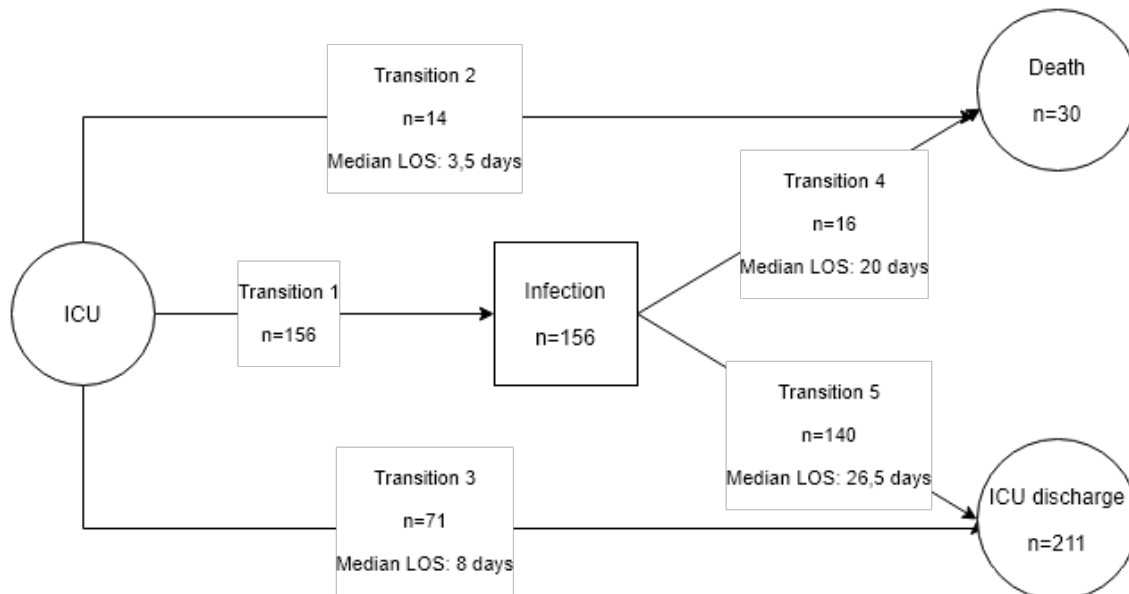 Transition 2
n=14
Median LOS: 3,5 days
Death
n=30
Transition 4
n=16
Median LOS: 20 days
ICU
Transition 1
n=156
Infection
n=156
Transition 5
n=140
Median LOS: 26,5 days
Transition 3
n=71
Median LOS: 8 days
ICU discharge
n=211